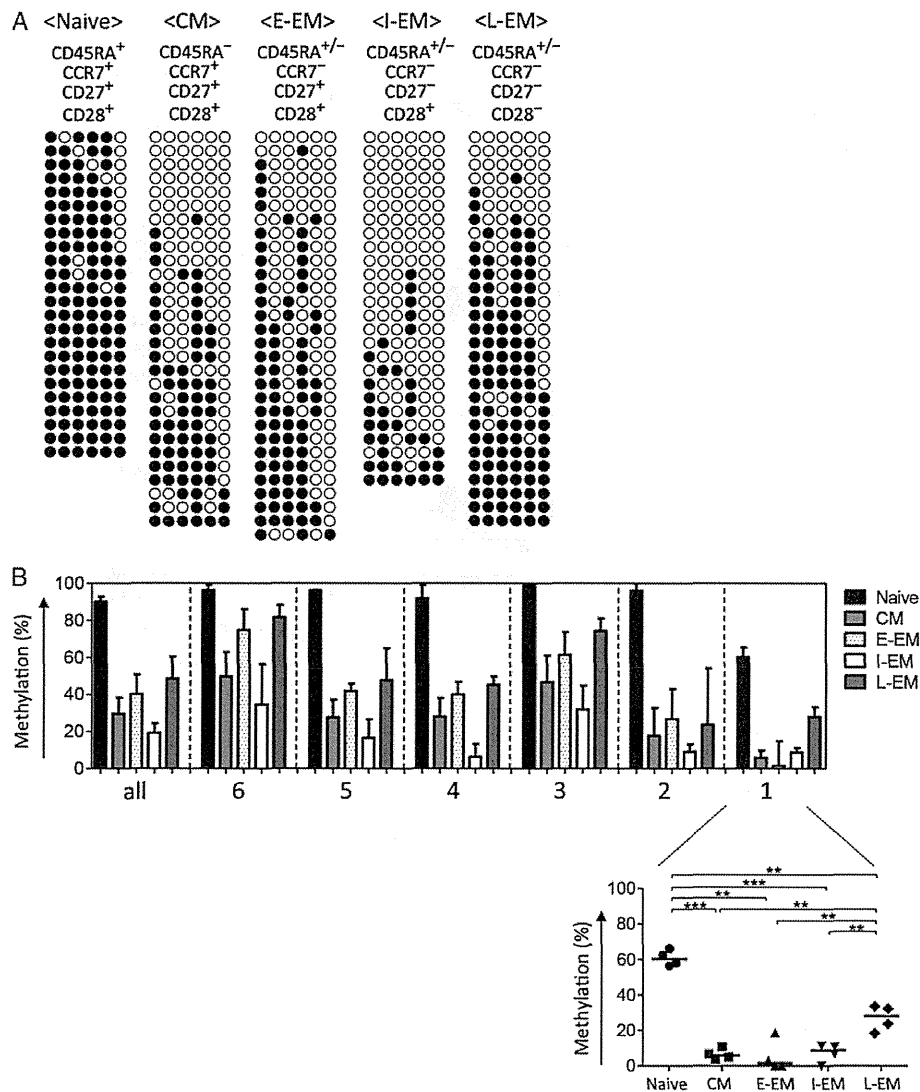 A
<Naive> <CM> <E-EM> <I-EM> <L-EM>
CD45RA+ CD45RA− CD45RA+/− CD45RA+/− CD45RA+/−
CCR7+ CCR7+ CCR7− CCR7− CCR7−
CD27+ CD27+ CD27+ CD27− CD27−
CD28+ CD28+ CD28+ CD28+ CD28−
B
Methylation (%)
100
80
60
40
20
0
all 6 5 4 3 2 1
Naive
CM
E-EM
I-EM
L-EM
Methylation (%)
100
80
60
40
20
0
**
***
**
*** **
**
**
Naive CM E-EM I-EM L-EM